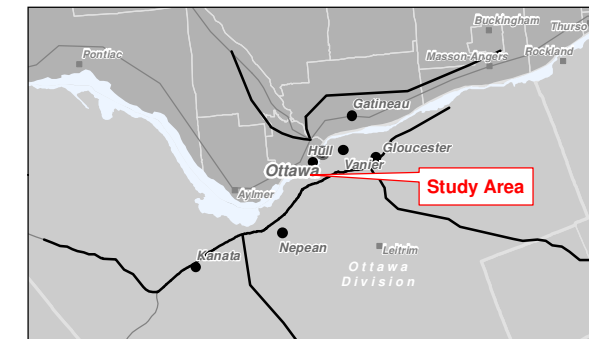 Buckingham
Thurso
Pontiac
Rockland
Masson-Angers
Gatineau
Hull
Gloucester
Vanier
Ottawa
Study Area
Aylmer
Nepean
Leitrim
Kanata
Ottawa
Division